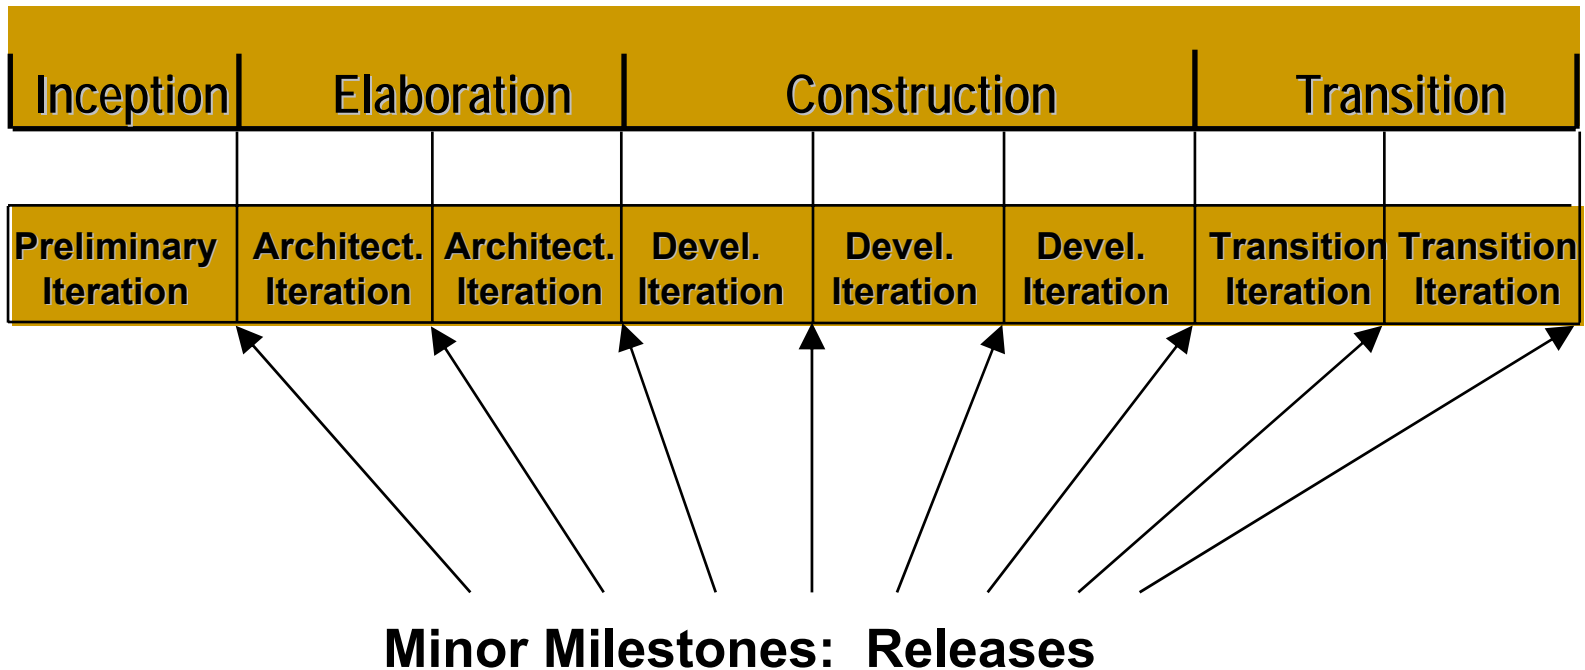 Inception Elaboration Construction Transition
Preliminary Architect. Architect. Devel. Devel. Devel. Transition Transition
Iteration Iteration Iteration Iteration Iteration Iteration Iteration Iteration
Minor Milestones: Releases